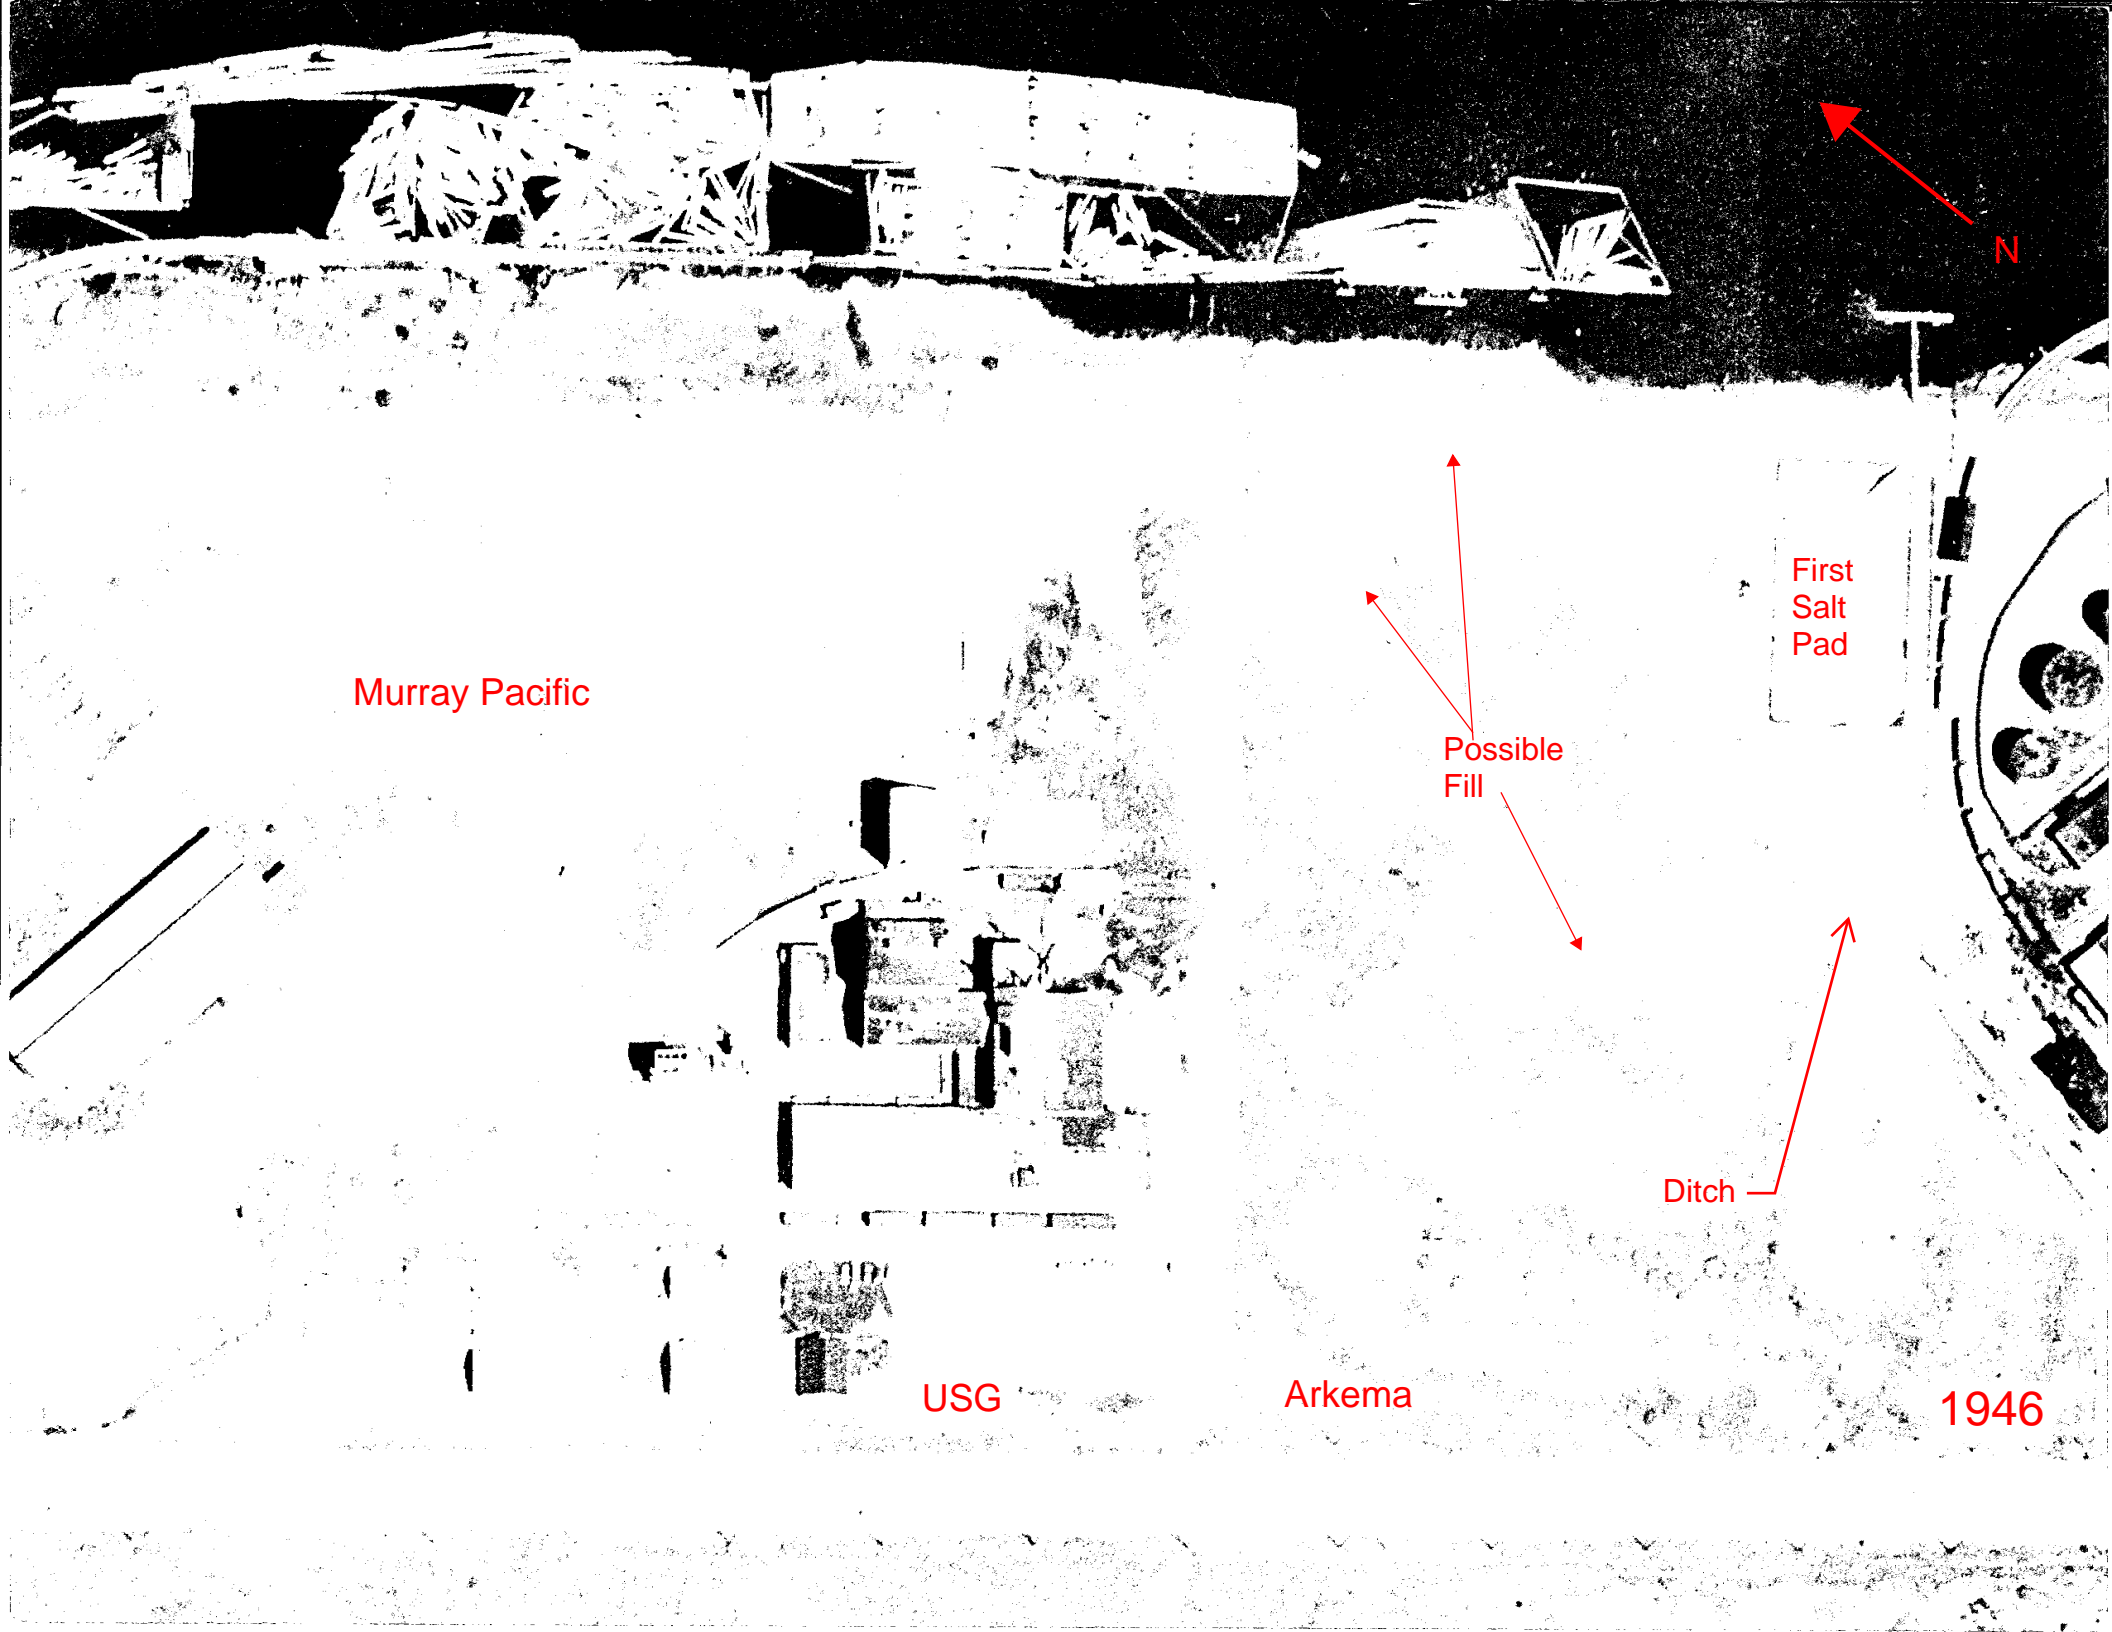 N
First
Salt
Pad
Murray Pacific
Possible
Fill
Ditch
USG
Arkema
1946